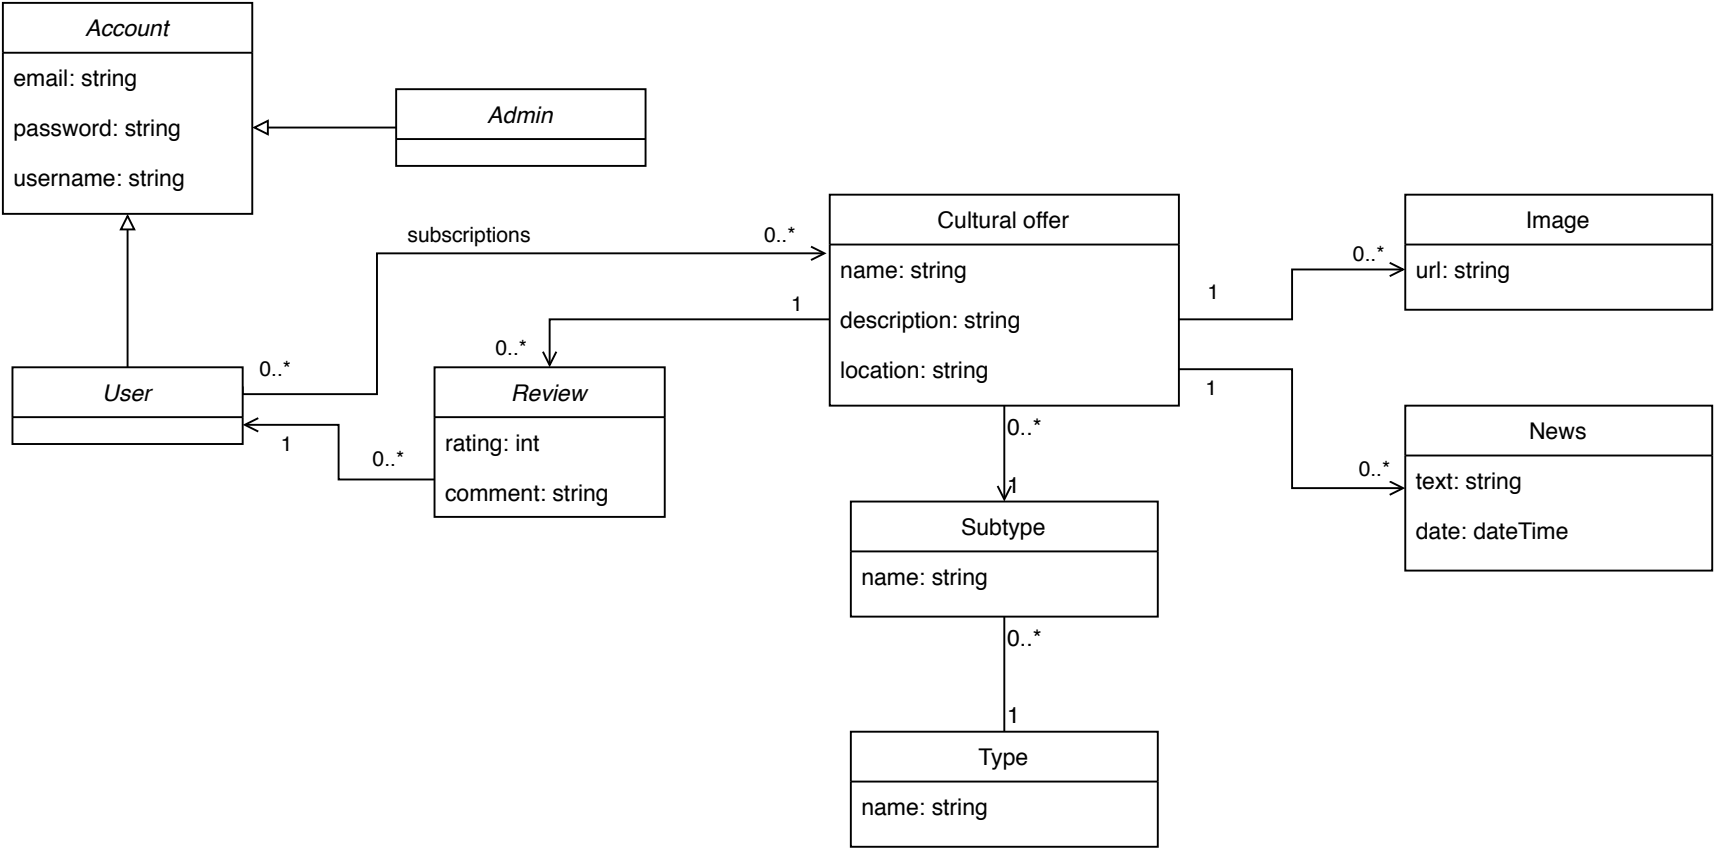 Account
email: string
password: string
username: string
Admin
subscriptions
0..*
Cultural offer
name: string
description: string
location: string
1
0..*
Image
url: string
1
0..*
1
0..*
News
text: string
date: dateTime
User
0..*
1
0..*
Review
rating: int
comment: string
0..*
1
Subtype
name: string
0..*
1
Type
name: string